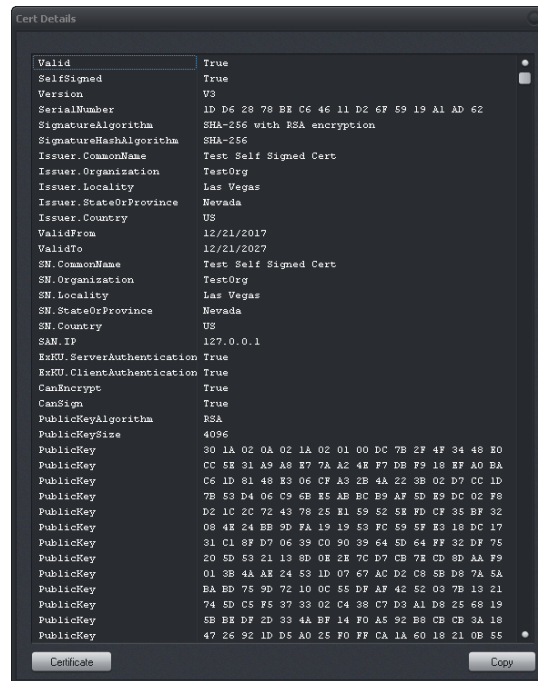 Cert Details
Valid True
SelfSigned True
Version V3
SerialNumber 1D D6 28 78 BE C6 46 11 D2 6F 59 19 A1 AD 62
SignatureAlgorithm SHA-256 with RSA encryption
SignatureHashAlgorithm SHA-256
Issuer.CommonName Test Self Signed Cert
Issuer.Organization TestOrg
Issuer.Locality Las Vegas
Issuer.StateOrProvince Nevada
Issuer.Country US
ValidFrom 12/21/2017
ValidTo 12/21/2027
SN.CommonName Test Self Signed Cert
SN.Organization TestOrg
SN.Locality Las Vegas
SN.StateOrProvince Nevada
SN.Country US
SAN.IP 127.0.0.1
ExKU.ServerAuthentication True
ExKU.ClientAuthentication True
CanEncrypt True
CanSign True
PublicKeyAlgorithm RSA
PublicKeySize 4096
PublicKey 30 1A 02 0A 02 1A 02 01 00 DC 7B 2F 4F 34 48 E0
PublicKey CC 5E 31 A9 A8 E7 7A A2 4E F7 DB F9 18 EF A0 BA
PublicKey C6 1D 81 48 E3 06 CF A3 2B 4A 22 3B 02 D7 CC 1D
PublicKey 7B 53 D4 06 C9 6B E5 AB BC B9 AF 5D E9 DC 02 F8
PublicKey D2 1C 2C 72 43 78 25 E1 59 52 5E FD CF 35 BF 32
PublicKey 08 4E 24 BB 9D FA 19 19 53 FC 59 5F E3 18 DC 17
PublicKey 31 C1 8F D7 06 39 C0 90 39 64 5D 64 FF 32 DF 75
PublicKey 20 5D 53 21 13 8D 0E 2E 7C D7 CB 7E CD 8D AA F9
PublicKey 01 3B 4A AE 24 53 1D 07 67 AC D2 C8 5B D8 7A 5A
PublicKey BA BD 75 9D 72 10 0C 55 DF AF 42 52 03 7B 13 21
PublicKey 74 5D C5 F5 37 33 02 C4 38 C7 D3 A1 D8 25 68 19
PublicKey 5B BE DF 2D 33 4A BF 14 F0 A5 92 B8 CB CB 3A 18
PublicKey 47 26 92 1D D5 A0 25 F0 FF CA 1A 60 18 21 0B 55
Certificate Copy